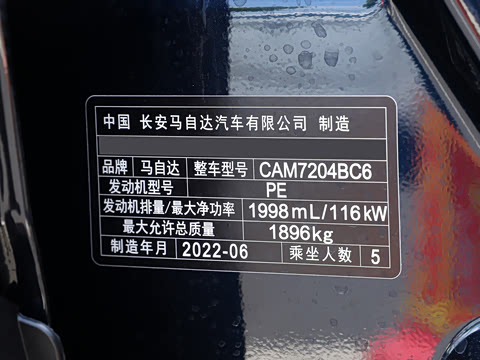 中国 长安马自达汽车有限公司 制造
品牌 马自达 整车型号 CAM7204BC6
发动机型号 PE
发动机排量/最大净功率 1998mL/116kW
最大允许总质量 1896kg
制造年月 2022-06 乘坐人数 5